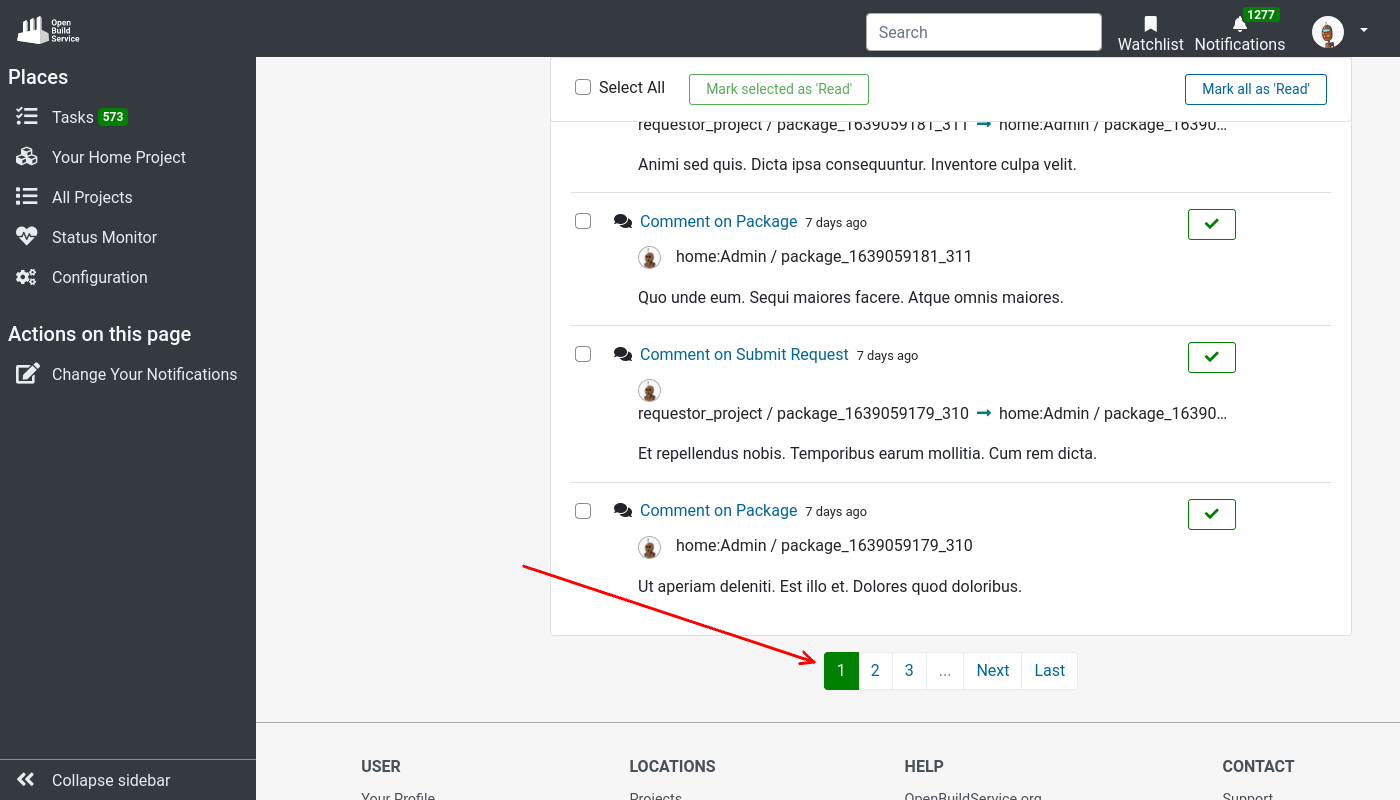 Open
Build
Service
Search
Watchlist
1277
Notifications
Places
Tasks 573
Your Home Project
All Projects
Status Monitor
Configuration
Actions on this page
Change Your Notifications
Collapse sidebar
Select All
Mark selected as 'Read'
Mark all as 'Read'
requestor_project / package_1639059181_311 → home:Admin / package_16390...
Animi sed quis. Dicta ipsa consequuntur. Inventore culpa velit.
Comment on Package 7 days ago
home:Admin / package_1639059181_311
Quo unde eum. Sequi maiores facere. Atque omnis maiores.
Comment on Submit Request 7 days ago
requestor_project / package_1639059179_310 → home:Admin / package_16390...
Et repellendus nobis. Temporibus earum mollitia. Cum rem dicta.
Comment on Package 7 days ago
home:Admin / package_1639059179_310
Ut aperiam deleniti. Est illo et. Dolores quod doloribus.
1 2 3 ... Next Last
USER LOCATIONS HELP CONTACT
Your Profile Projects OpenBuildService.org Support